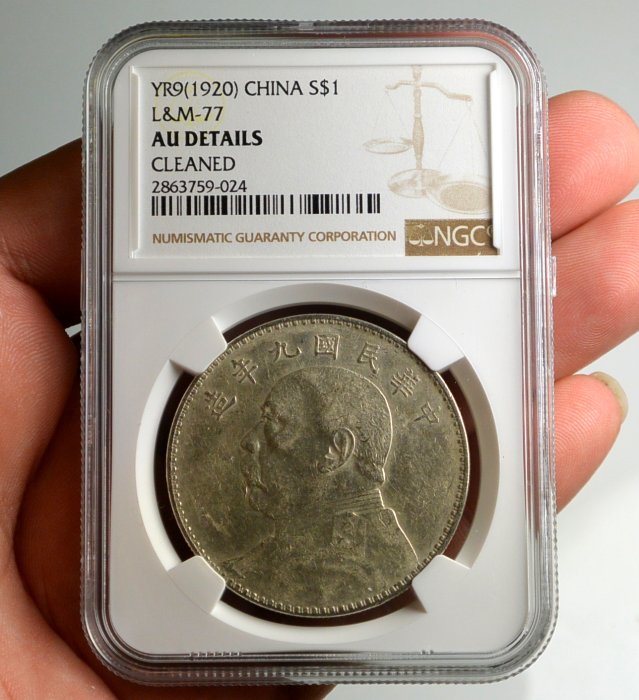 YR9(1920) CHINA S$1
L&M-77
AU DETAILS
CLEANED
2863759-024
NUMISMATIC GUARANTY CORPORATION NGC
造年九國民華中